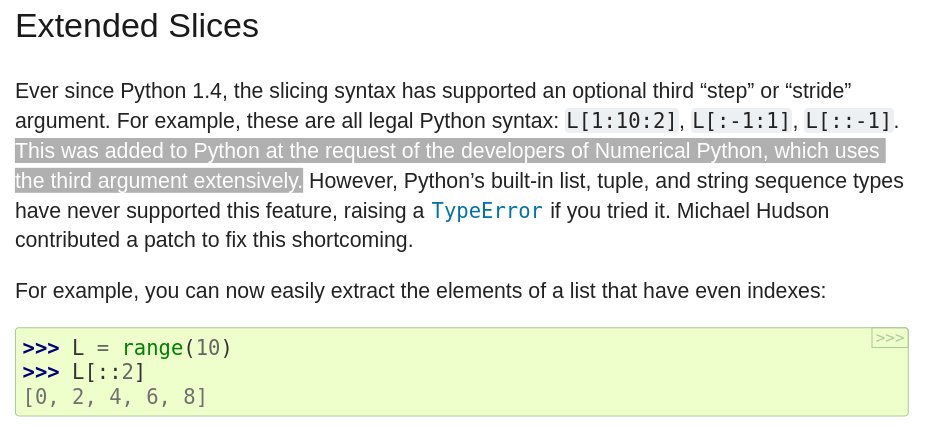 Extended Slices
Ever since Python 1.4, the slicing syntax has supported an optional third “step” or “stride”
argument. For example, these are all legal Python syntax: L[1:10:2], L[:-1:1], L[::-1].
This was added to Python at the request of the developers of Numerical Python, which uses
the third argument extensively. However, Python’s built-in list, tuple, and string sequence types
have never supported this feature, raising a TypeError if you tried it. Michael Hudson
contributed a patch to fix this shortcoming.
For example, you can now easily extract the elements of a list that have even indexes:
>>>
>>> L = range(10)
>>> L[::2]
[0, 2, 4, 6, 8]